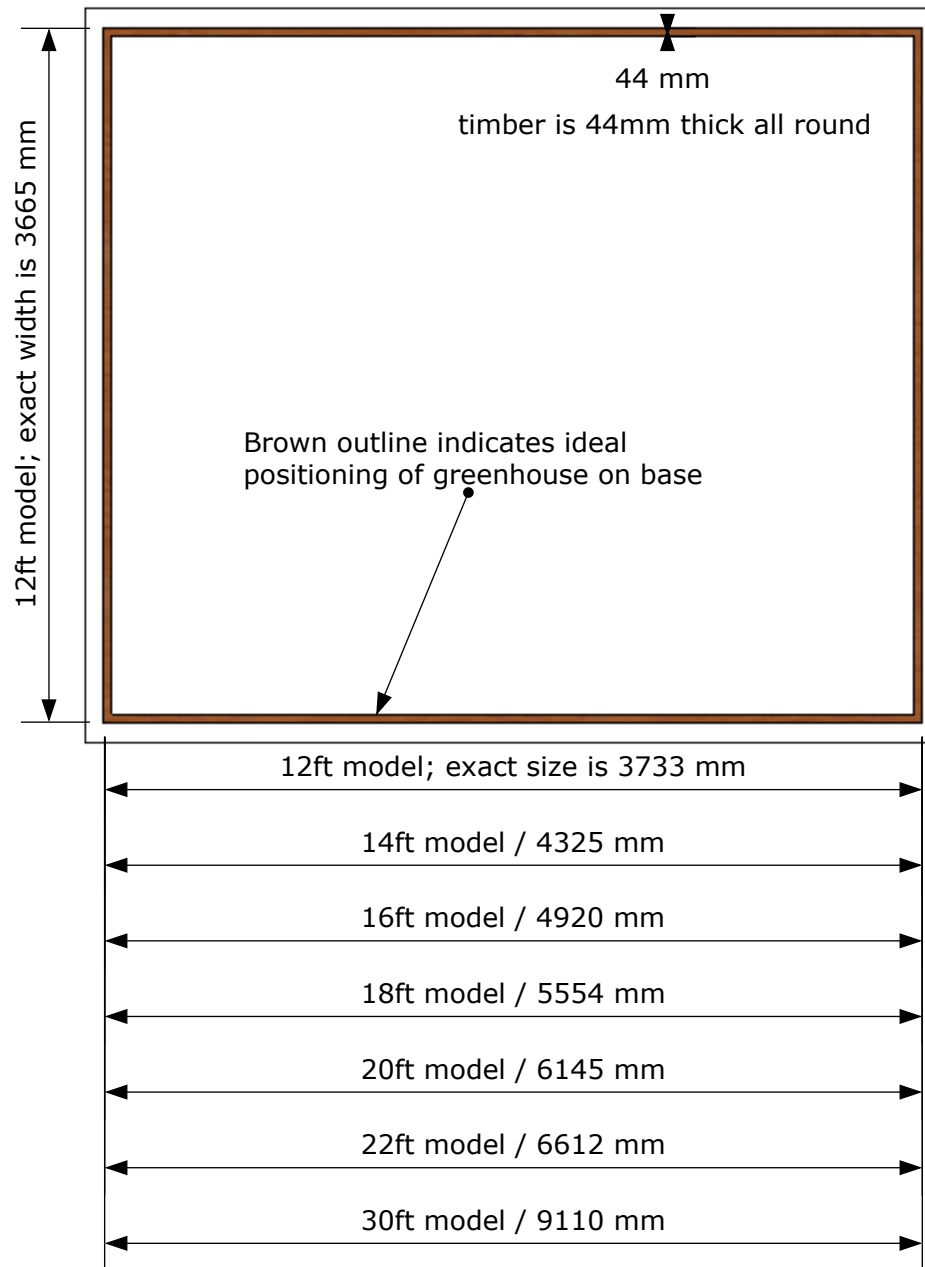 44 mm
timber is 44mm thick all round
12ft model; exact width is 3665 mm
Brown outline indicates ideal
positioning of greenhouse on base
12ft model; exact size is 3733 mm
14ft model / 4325 mm
16ft model / 4920 mm
18ft model / 5554 mm
20ft model / 6145 mm
22ft model / 6612 mm
30ft model / 9110 mm